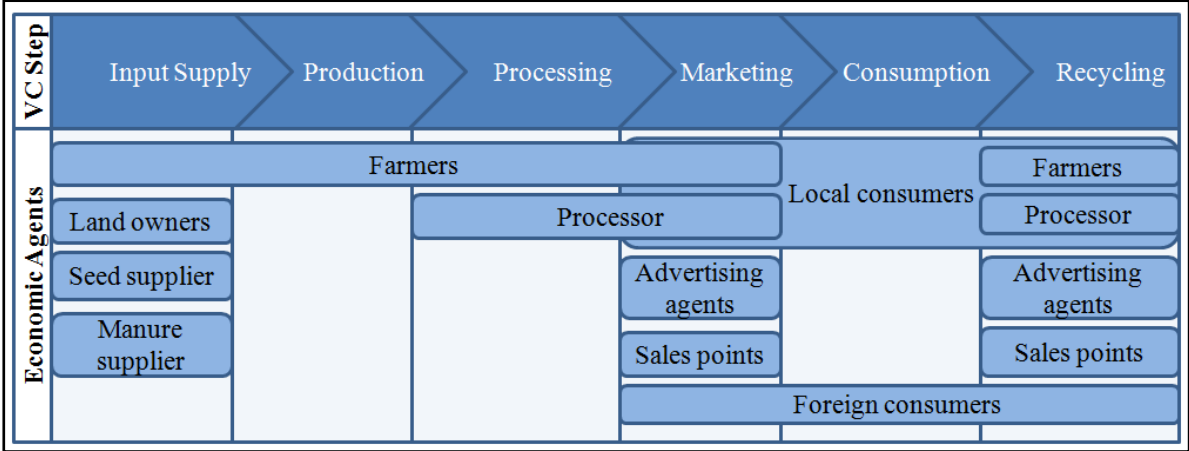 VC Step
Input Supply
Production
Processing
Marketing
Consumption
Recycling
Economic Agents
Farmers
Local consumers
Farmers
Land owners
Processor
Processor
Seed supplier
Advertising
agents
Advertising
agents
Manure
supplier
Sales points
Sales points
Foreign consumers